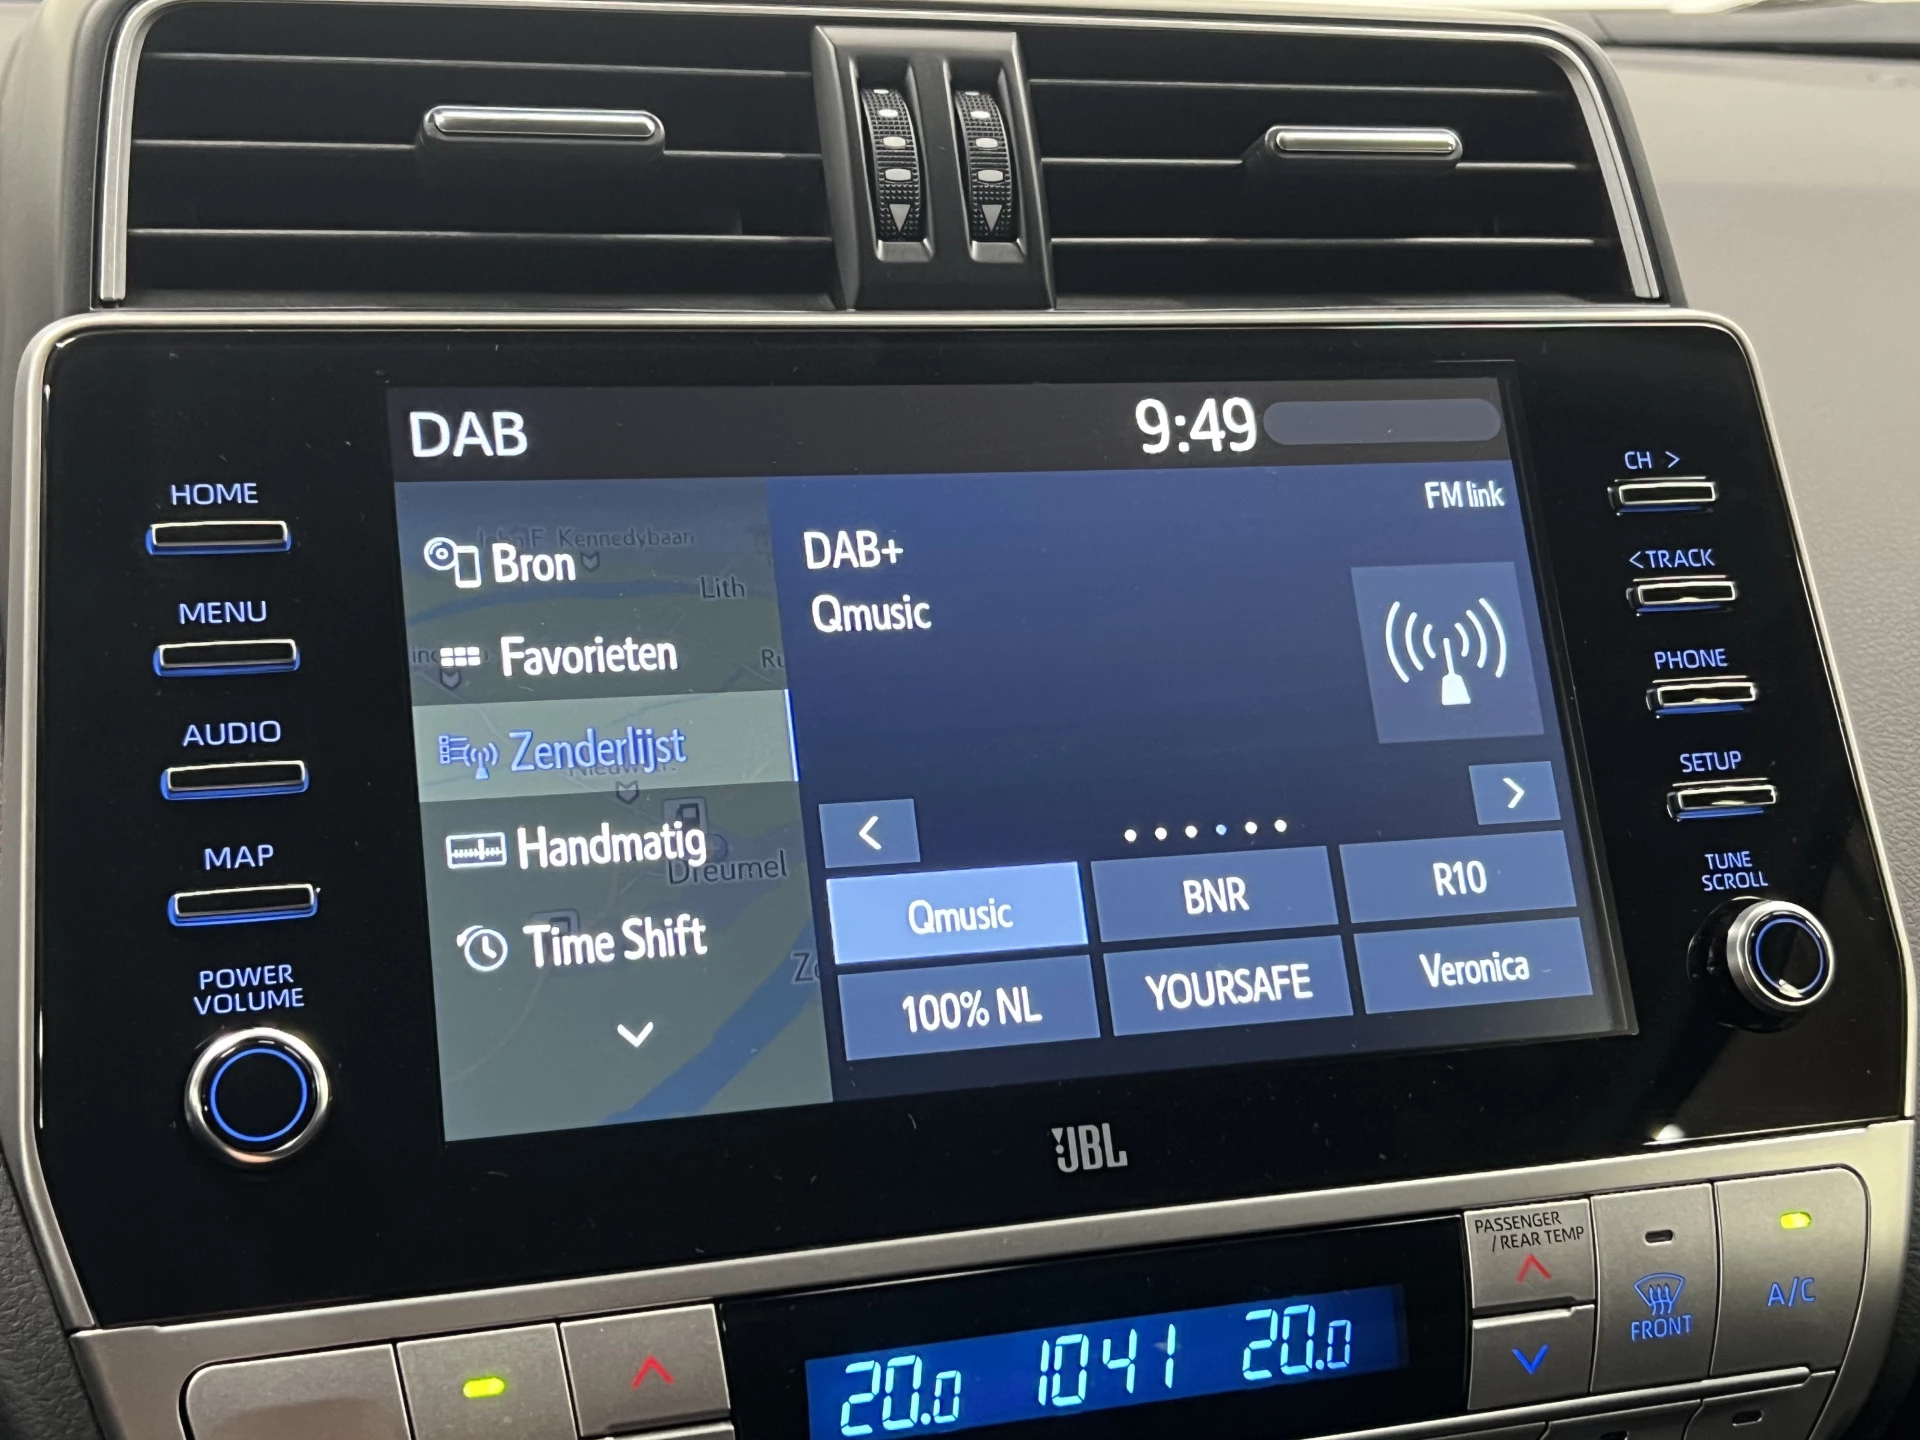 DAB
9:49
FM link
HOME
MENU
AUDIO
MAP
POWER
VOLUME
Bron
Favorieten
Zenderlijst
Handmatig
Time Shift
Kennedybaan
Lith
Dreumel
DAB+
Qmusic
Qmusic
BNR
R10
100% NL
YOURSAFE
Veronica
CH >
<TRACK
PHONE
SETUP
TUNE
SCROLL
JBL
20.0
1041
20.0
PASSENGER
/REAR TEMP
FRONT
A/C